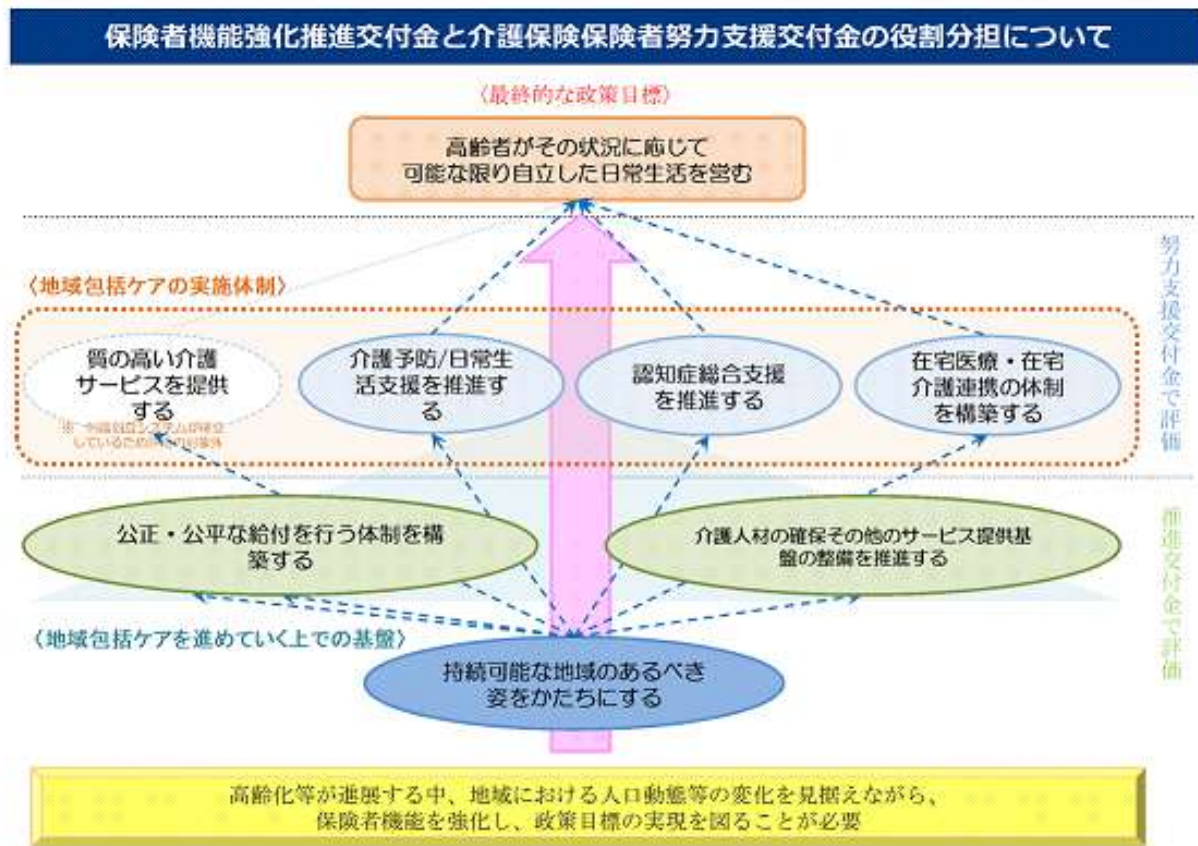 保険者機能強化推進交付金と介護保険保険者努力支援交付金の役割分担について
〈最終的な政策目標〉
高齢者がその状況に応じて
可能な限り自立した日常生活を営む
努力支援交付金で評価
〈地域包括ケアの実施体制〉
質の高い介護
サービスを提供
する
※
しているため
介護予防/日常生
活支援を推進す
る
認知症総合支援
を推進する
在宅医療・在宅
介護連携の体制
を構築する
推進交付金で評価
公正・公平な給付を行う体制を構
築する
介護人材の確保その他のサービス提供基
盤の整備を推進する
〈地域包括ケアを進めていく上での基盤〉
持続可能な地域のあるべき
姿をかたちにする
高齢化等が進展する中、地域における人口動態等の変化を見据えながら、
保険者機能を強化し、政策目標の実現を図ることが必要